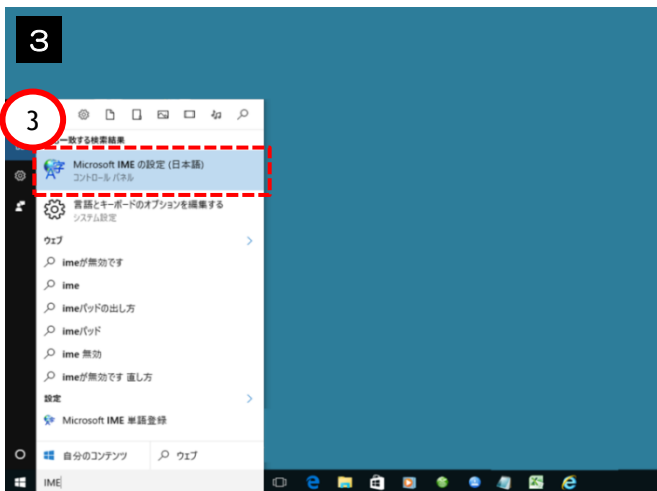 3
3
一致する検索結果
Microsoft IME の設定 (日本語)
コントロール パネル
言語とキーボードのオプションを編集する
システム設定
ウェブ
imeが無効です
ime
imeパッドの出し方
imeパッド
ime 無効
imeが無効です 直し方
設定
Microsoft IME 単語登録
自分のコンテンツ
ウェブ
IME